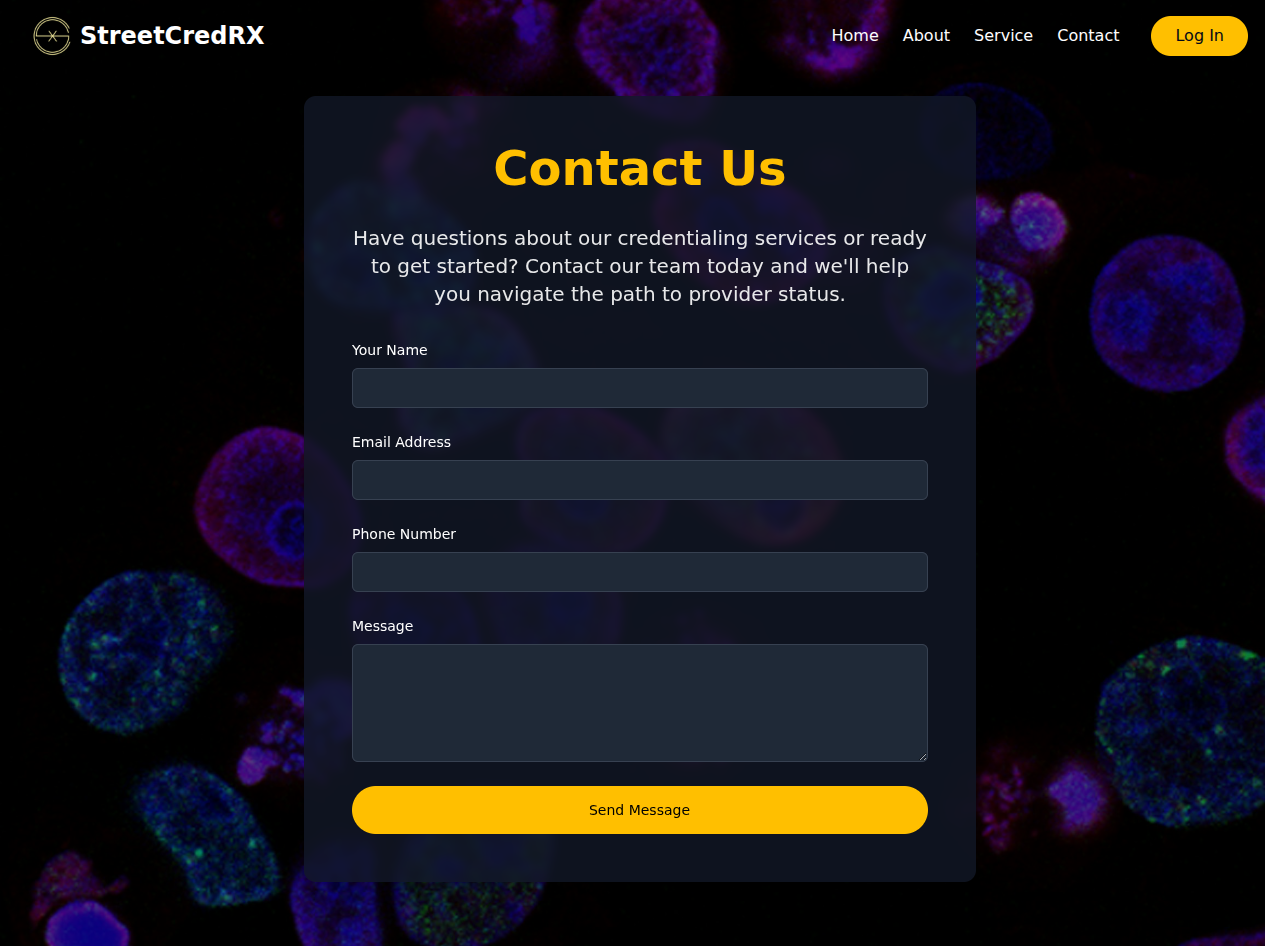 StreetCredRX
Home About Service Contact Log In
Contact Us
Have questions about our credentialing services or ready
to get started? Contact our team today and we'll help
you navigate the path to provider status.
Your Name
Email Address
Phone Number
Message
Send Message